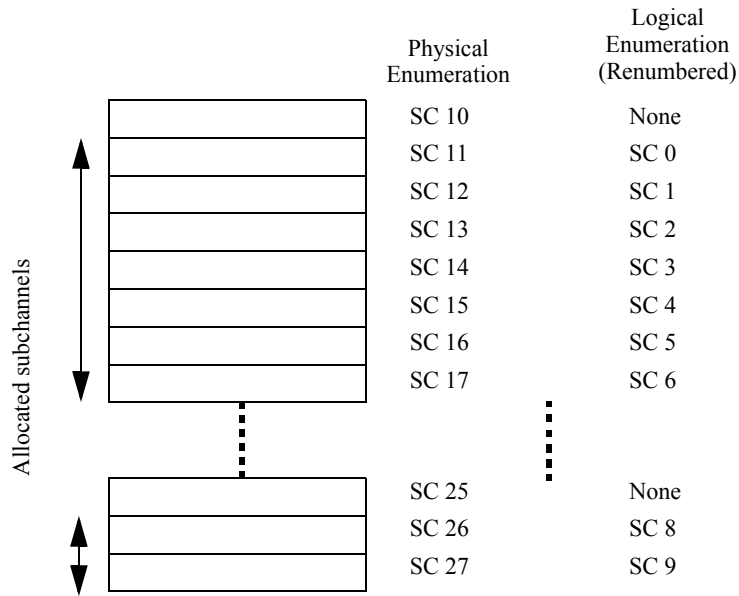 Physical
Enumeration
Logical
Enumeration
(Renumbered)
SC 10 None
SC 11 SC 0
SC 12 SC 1
SC 13 SC 2
SC 14 SC 3
SC 15 SC 4
SC 16 SC 5
SC 17 SC 6
SC 25 None
SC 26 SC 8
SC 27 SC 9
Allocated subchannels